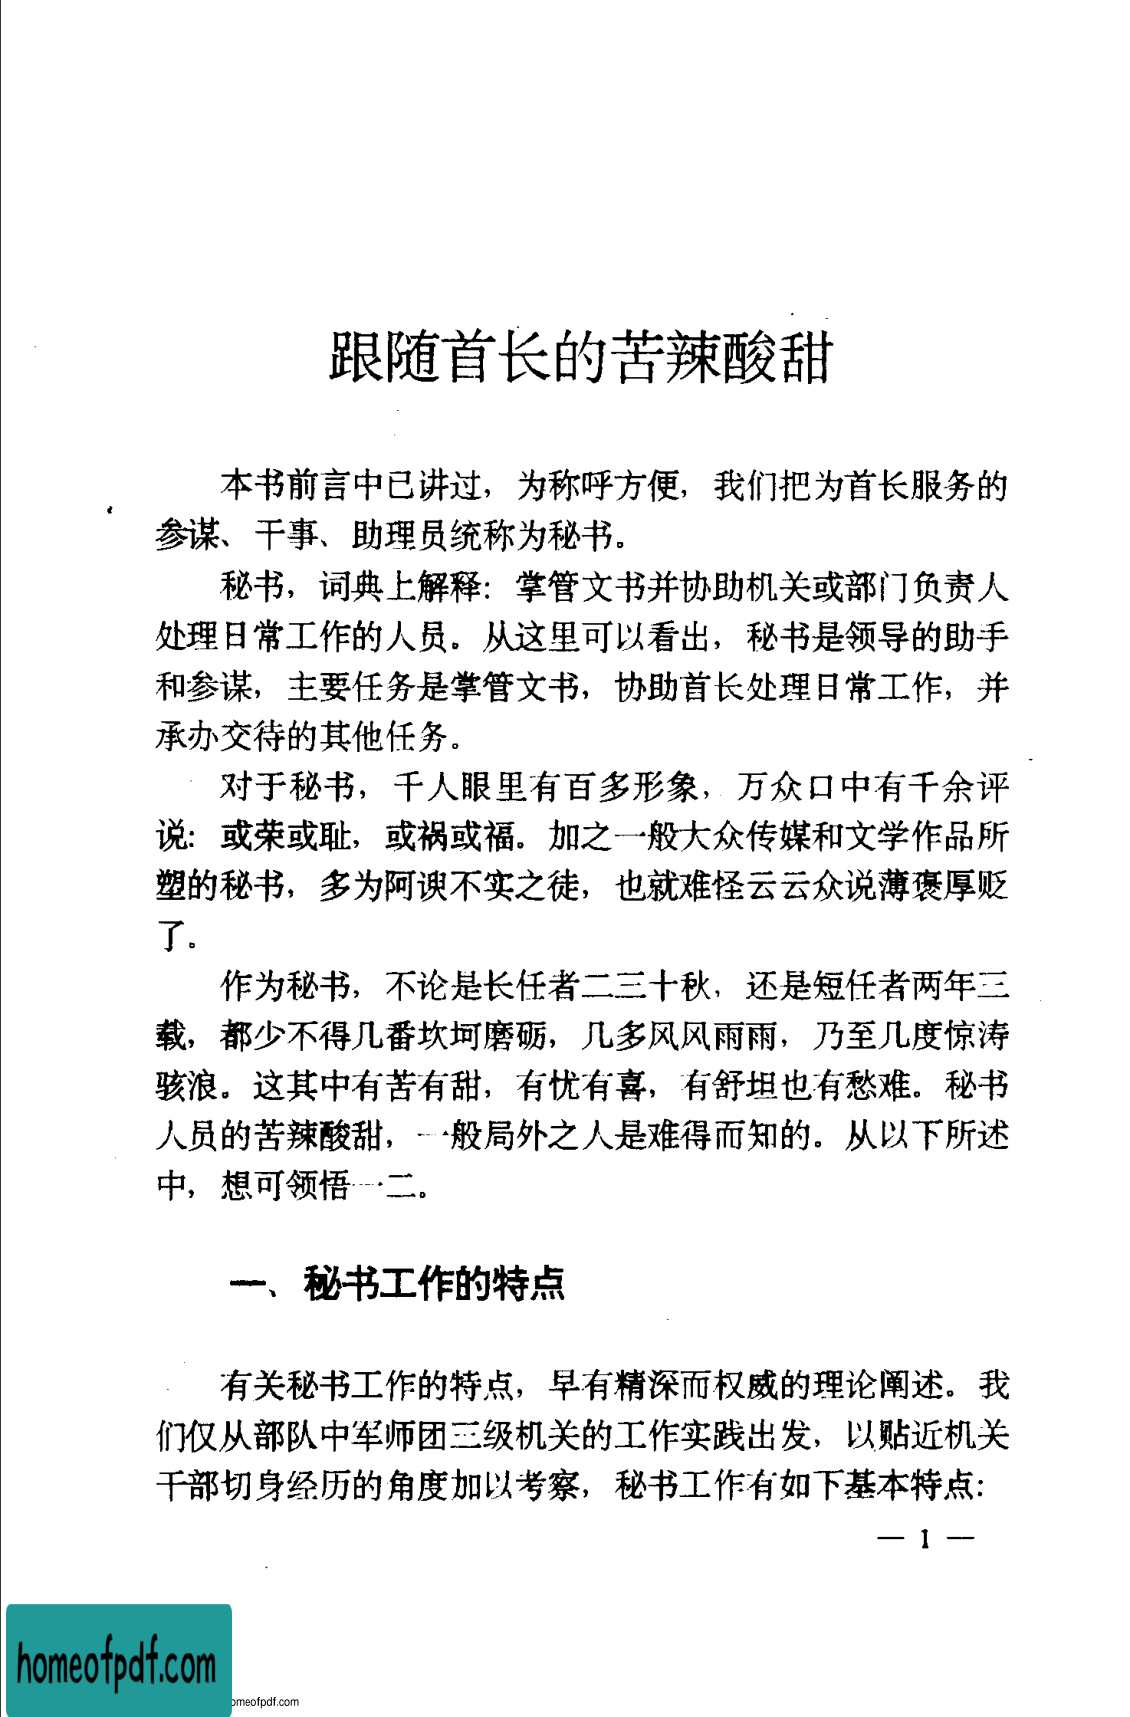 跟随首长的苦辣酸甜
本书前言中已讲过，为称呼方便，我们把为首长服务的
参谋、干事、助理员统称为秘书。
秘书，词典上解释：掌管文书并协助机关或部门负责人
处理日常工作的人员。从这里可以看出，秘书是领导的助手
和参谋，主要任务是掌管文书，协助首长处理日常工作，并
承办交待的其他任务。
对于秘书，千人眼里有百多形象，万众口中有千余评
说：或荣或耻，或祸或福。加之一般大众传媒和文学作品所
塑的秘书，多为阿谀不实之徒，也就难怪云云众说薄褒厚贬
了。
作为秘书，不论是长任者二三十秋，还是短任者两年三
载，都少不得几番坎坷磨砺，几多风风雨雨，乃至几度惊涛
骇浪。这其中有苦有甜，有忧有喜，有舒坦也有愁难。秘书
人员的苦辣酸甜，一般局外之人是难得而知的。从以下所述
中，想可领悟一二。
一、秘书工作的特点
有关秘书工作的特点，早有精深而权威的理论阐述。我
们仅从部队中军师团三级机关的工作实践出发，以贴近机关
干部切身经历的角度加以考察，秘书工作有如下基本特点：
— 1 —
homeofpdf.com
omeofpdf.com